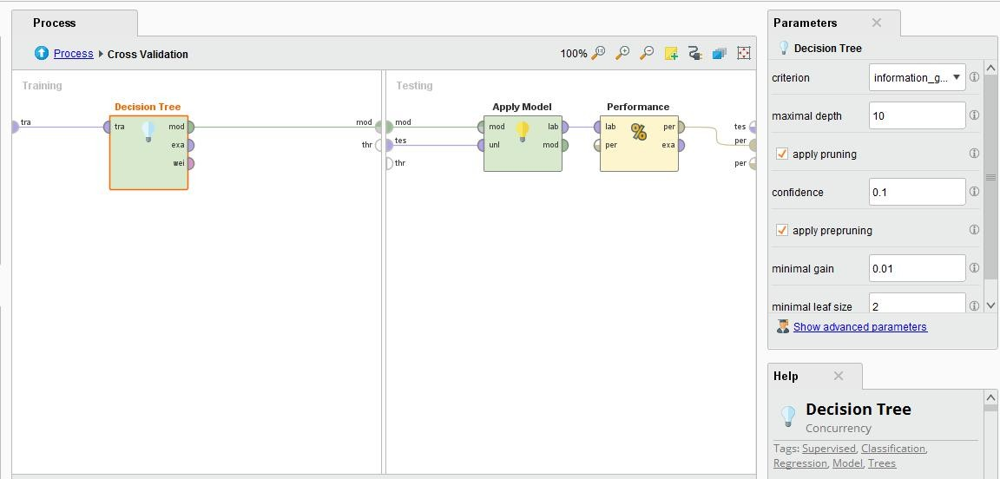 Process
Process Cross Validation
100%
Training
Decision Tree
tra
tra
mod
exa
wei
mod
thr
Testing
mod
tes
thr
Apply Model
mod
unl
lab
mod
Performance
%
lab
per
per
exa
tes
per
per
Parameters
Decision Tree
criterion information_g...
maximal depth 10
apply pruning
confidence 0.1
apply prepruning
minimal gain 0.01
minimal leaf size 2
Show advanced parameters
Help
Decision Tree
Concurrency
Tags: Supervised, Classification,
Regression, Model, Trees